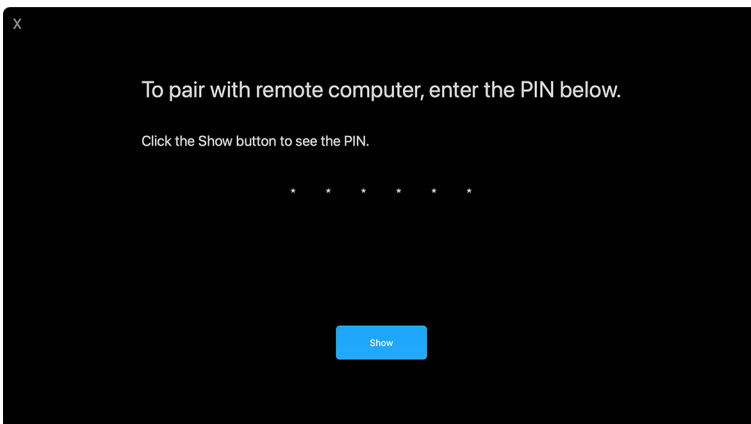 X
To pair with remote computer, enter the PIN below.
Click the Show button to see the PIN.
* * * * * *
Show